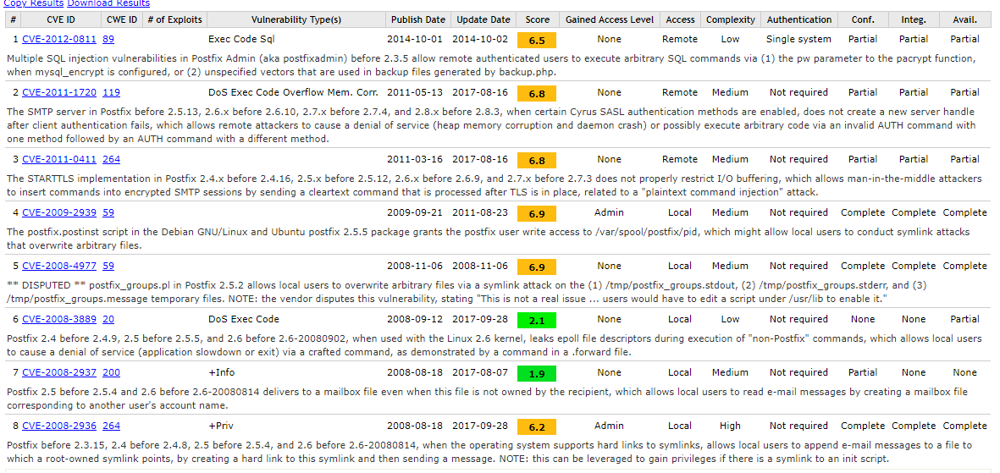 Copy Results Download Results
# CVE ID CWE ID # of Exploits Vulnerability Type(s) Publish Date Update Date Score Gained Access Level Access Complexity Authentication Conf. Integ. Avail.
1 CVE-2012-0811 89 Exec Code Sql 2014-10-01 2014-10-02 6.5 None Remote Low Single system Partial Partial Partial
Multiple SQL injection vulnerabilities in Postfix Admin (aka postfixadmin) before 2.3.5 allow remote authenticated users to execute arbitrary SQL commands via (1) the pw parameter to the pacrypt function,
when mysql_encrypt is configured, or (2) unspecified vectors that are used in backup files generated by backup.php.
2 CVE-2011-1720 119 DoS Exec Code Overflow Mem. Corr. 2011-05-13 2017-08-16 6.8 None Remote Medium Not required Partial Partial Partial
The SMTP server in Postfix before 2.5.13, 2.6.x before 2.6.10, 2.7.x before 2.7.4, and 2.8.x before 2.8.3, when certain Cyrus SASL authentication methods are enabled, does not create a new server handle
after client authentication fails, which allows remote attackers to cause a denial of service (heap memory corruption and daemon crash) or possibly execute arbitrary code via an invalid AUTH command with
one method followed by an AUTH command with a different method.
3 CVE-2011-0411 264 2011-03-16 2017-08-16 6.8 None Remote Medium Not required Partial Partial Partial
The STARTTLS implementation in Postfix 2.4.x before 2.4.16, 2.5.x before 2.5.12, 2.6.x before 2.6.9, and 2.7.x before 2.7.3 does not properly restrict I/O buffering, which allows man-in-the-middle attackers
to insert commands into encrypted SMTP sessions by sending a cleartext command that is processed after TLS is in place, related to a "plaintext command injection" attack.
4 CVE-2009-2939 59 2009-09-21 2011-08-23 6.9 Admin Local Medium Not required Complete Complete Complete
The postfix.postinst script in the Debian GNU/Linux and Ubuntu postfix 2.5.5 package grants the postfix user write access to /var/spool/postfix/pid, which might allow local users to conduct symlink attacks
that overwrite arbitrary files.
5 CVE-2008-4977 59 2008-11-06 2008-11-06 6.9 None Local Medium Not required Complete Complete Complete
** DISPUTED ** postfix_groups.pl in Postfix 2.5.2 allows local users to overwrite arbitrary files via a symlink attack on the (1) /tmp/postfix_groups.stdout, (2) /tmp/postfix_groups.stderr, and (3)
/tmp/postfix_groups.message temporary files. NOTE: the vendor disputes this vulnerability, stating "This is not a real issue ... users would have to edit a script under /usr/lib to enable it."
6 CVE-2008-3889 20 DoS Exec Code 2008-09-12 2017-09-28 2.1 None Local Low Not required None None Partial
Postfix 2.4 before 2.4.9, 2.5 before 2.5.5, and 2.6 before 2.6-20080902, when used with the Linux 2.6 kernel, leaks epoll file descriptors during execution of "non-Postfix" commands, which allows local users
to cause a denial of service (application slowdown or exit) via a crafted command, as demonstrated by a command in a .forward file.
7 CVE-2008-2937 200 +Info 2008-08-18 2017-08-07 1.9 None Local Medium Not required Partial None None
Postfix 2.5 before 2.5.4 and 2.6 before 2.6-20080814 delivers to a mailbox file even when this file is not owned by the recipient, which allows local users to read e-mail messages by creating a mailbox file
corresponding to another user's account name.
8 CVE-2008-2936 264 +Priv 2008-08-18 2017-09-28 6.2 Admin Local High Not required Complete Complete Complete
Postfix before 2.3.15, 2.4 before 2.4.8, 2.5 before 2.5.4, and 2.6 before 2.6-20080814, when the operating system supports hard links to symlinks, allows local users to append e-mail messages to a file to
which a root-owned symlink points, by creating a hard link to this symlink and then sending a message. NOTE: this can be leveraged to gain privileges if there is a symlink to an init script.